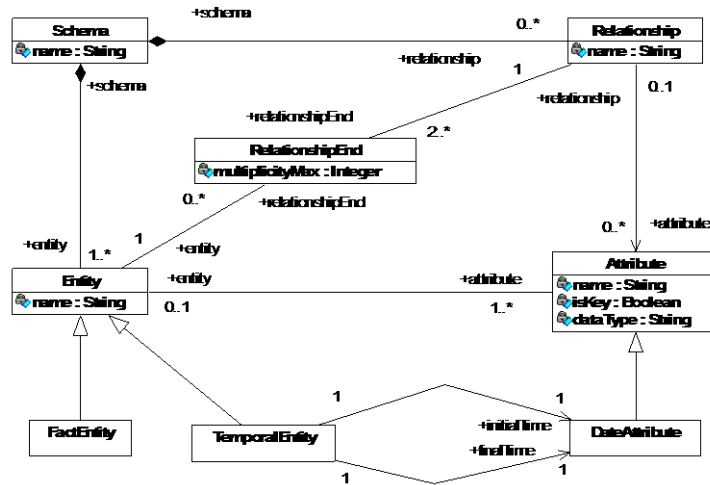 +schema
Schema
name : String
0..*
Relationship
name : String
+schema
+relationship
1
+relationship
0..1
+relationshipEnd
2..*
RelationshipEnd
multiplicityMax : Integer
0..*
+relationshipEnd
+entity
1..*
1
+entity
0..*
+attribute
Entity
name : String
+entity
0..1
+attribute
1..*
Attribute
name : String
isKey : Boolean
dataType : String
FactEntity
TemporalEntity
1
1
+initialTime
+finalTime
DateAttribute
1
1